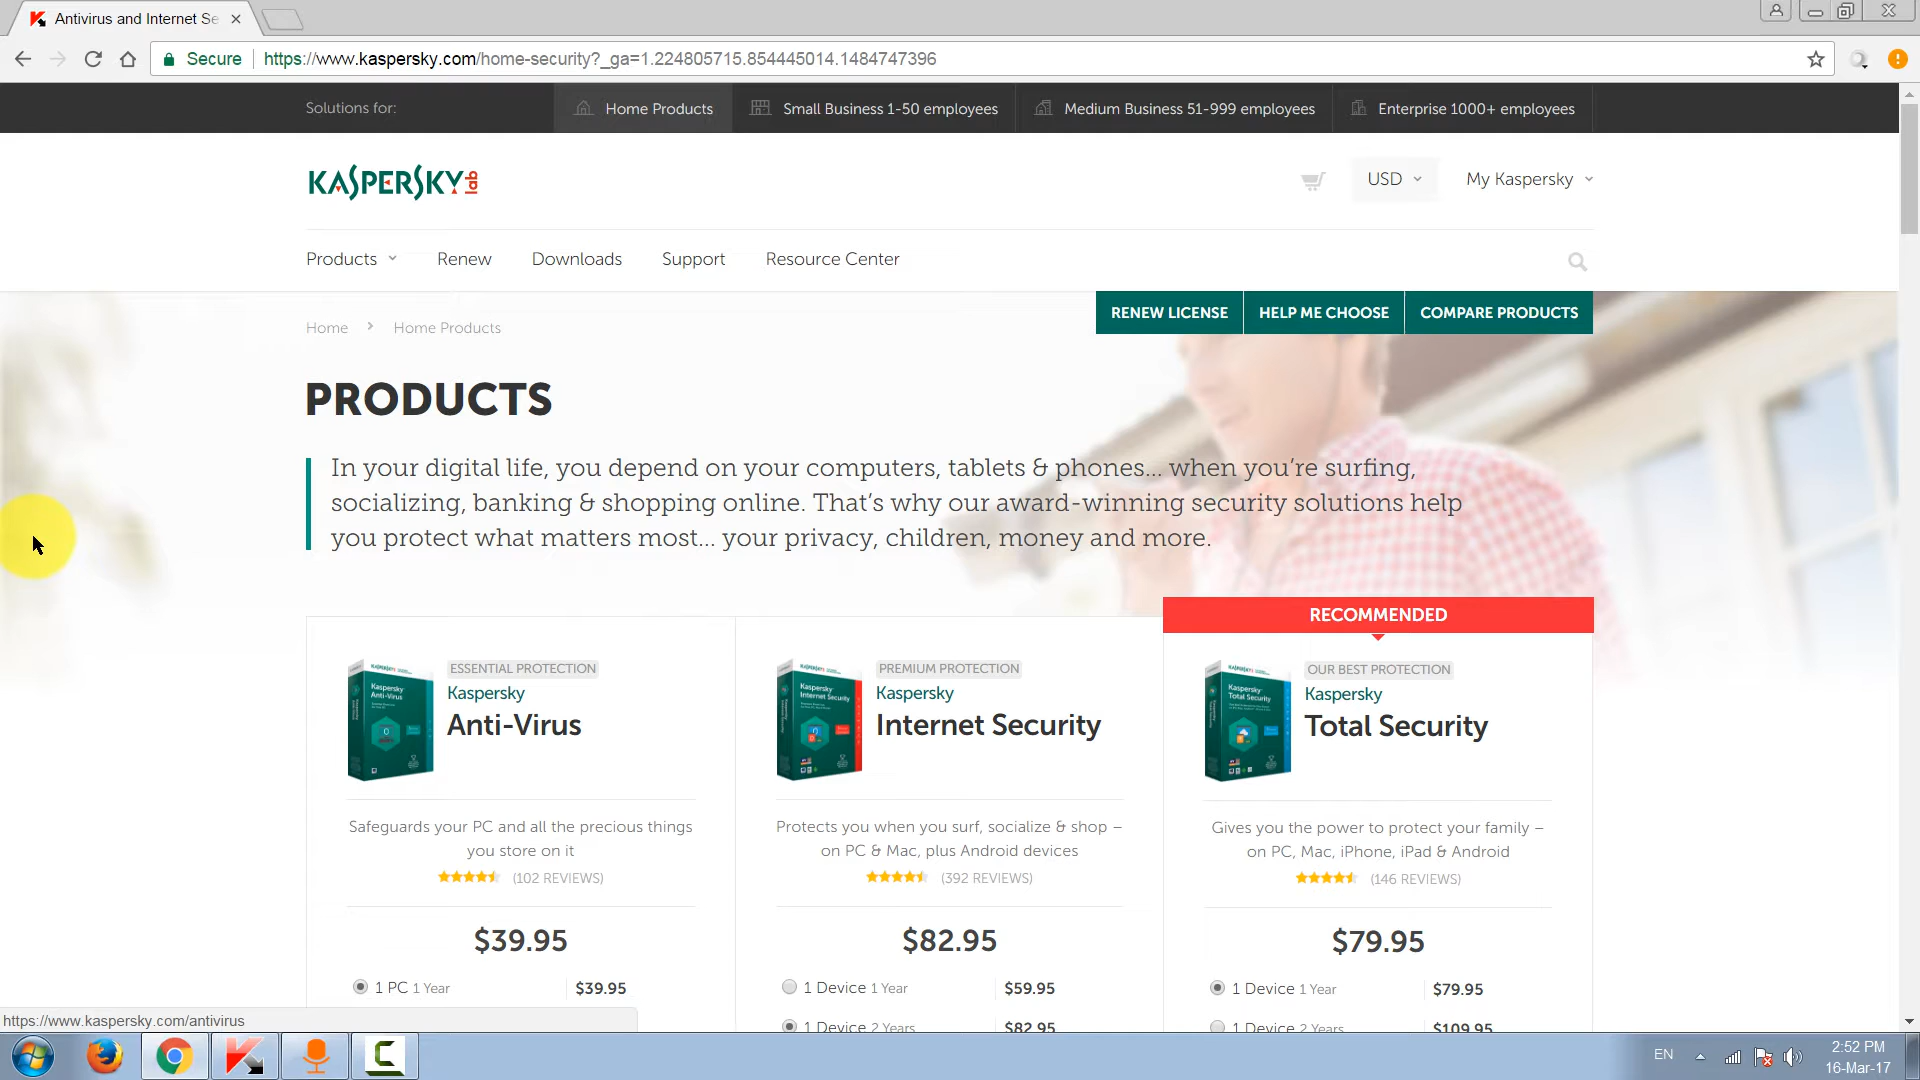 Antivirus and Internet Se
Secure https://www.kaspersky.com/home-security?_ga=1.224805715.854445014.1484747396
Solutions for:
Home Products
Small Business 1-50 employees
Medium Business 51-999 employees
Enterprise 1000+ employees
KASPERSKY lab
USD
My Kaspersky
Products
Renew
Downloads
Support
Resource Center
Home
Home Products
RENEW LICENSE
HELP ME CHOOSE
COMPARE PRODUCTS
PRODUCTS
In your digital life, you depend on your computers, tablets & phones... when you're surfing,
socializing, banking & shopping online. That's why our award-winning security solutions help
you protect what matters most... your privacy, children, money and more.
ESSENTIAL PROTECTION
Kaspersky
Anti-Virus
Kaspersky
Anti-Virus
Safeguards your PC and all the precious things
you store on it
(102 REVIEWS)
$39.95
1 PC 1 Year
$39.95
PREMIUM PROTECTION
Kaspersky
Internet Security
Kaspersky
Internet Security
Protects you when you surf, socialize & shop –
on PC & Mac, plus Android devices
(392 REVIEWS)
$82.95
1 Device 1 Year
$59.95
1 Device 2 Years
$82.95
RECOMMENDED
OUR BEST PROTECTION
Kaspersky
Total Security
Kaspersky
Total Security
Gives you the power to protect your family –
on PC, Mac, iPhone, iPad & Android
(146 REVIEWS)
$79.95
1 Device 1 Year
$79.95
1 Device 2 Years
$109.95
https://www.kaspersky.com/antivirus
EN
2:52 PM
16-Mar-17